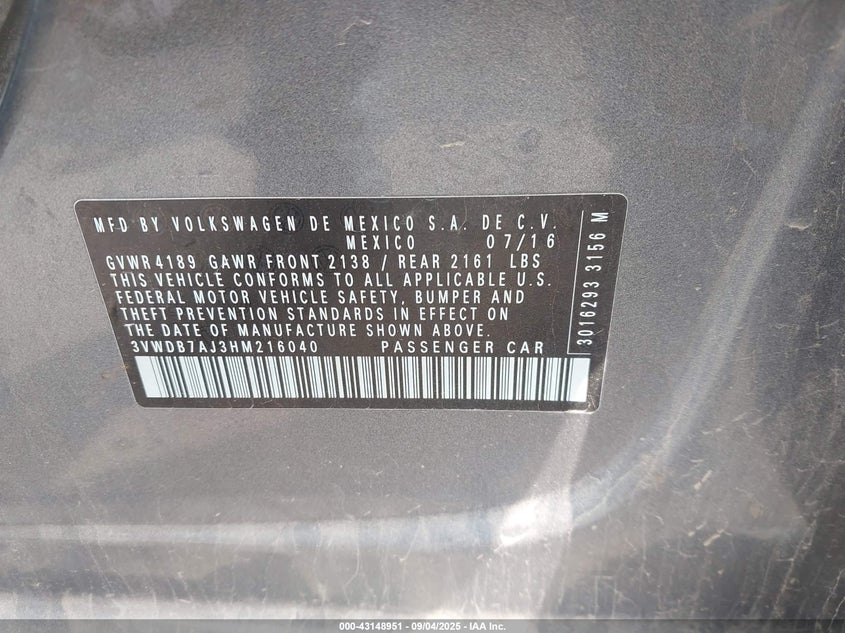 MFD BY VOLKSWAGEN DE MEXICO S.A. DE C.V.
MEXICO 07/16
GVWR 4189 GAWR FRONT 2138 / REAR 2161 LBS
THIS VEHICLE CONFORMS TO ALL APPLICABLE U.S.
FEDERAL MOTOR VEHICLE SAFETY, BUMPER AND
THEFT PREVENTION STANDARDS IN EFFECT ON
THE DATE OF MANUFACTURE SHOWN ABOVE.
3VWDB7AJ3HM216040 PASSENGER CAR
3016293 3156 M
000-43148951 | 09/04/2025 - IAA Inc.